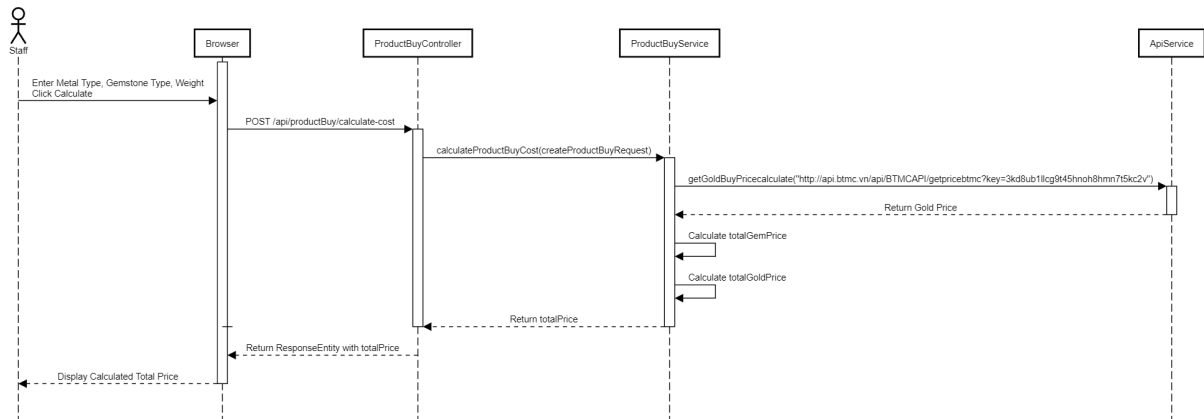 Staff
Browser
ProductBuyController
ProductBuyService
ApiService
Enter Metal Type, Gemstone Type, Weight
Click Calculate
POST /api/productBuy/calculate-cost
calculateProductBuyCost(createProductBuyRequest)
getGoldBuyPricecalculate("http://api.btmc.vn/api/BTMCAPI/getpricebtmc?key=3kd8ub1llcg9t45hnoh8hmn7t5kc2v")
Return Gold Price
Calculate totalGemPrice
Calculate totalGoldPrice
Return totalPrice
Return ResponseEntity with totalPrice
Display Calculated Total Price